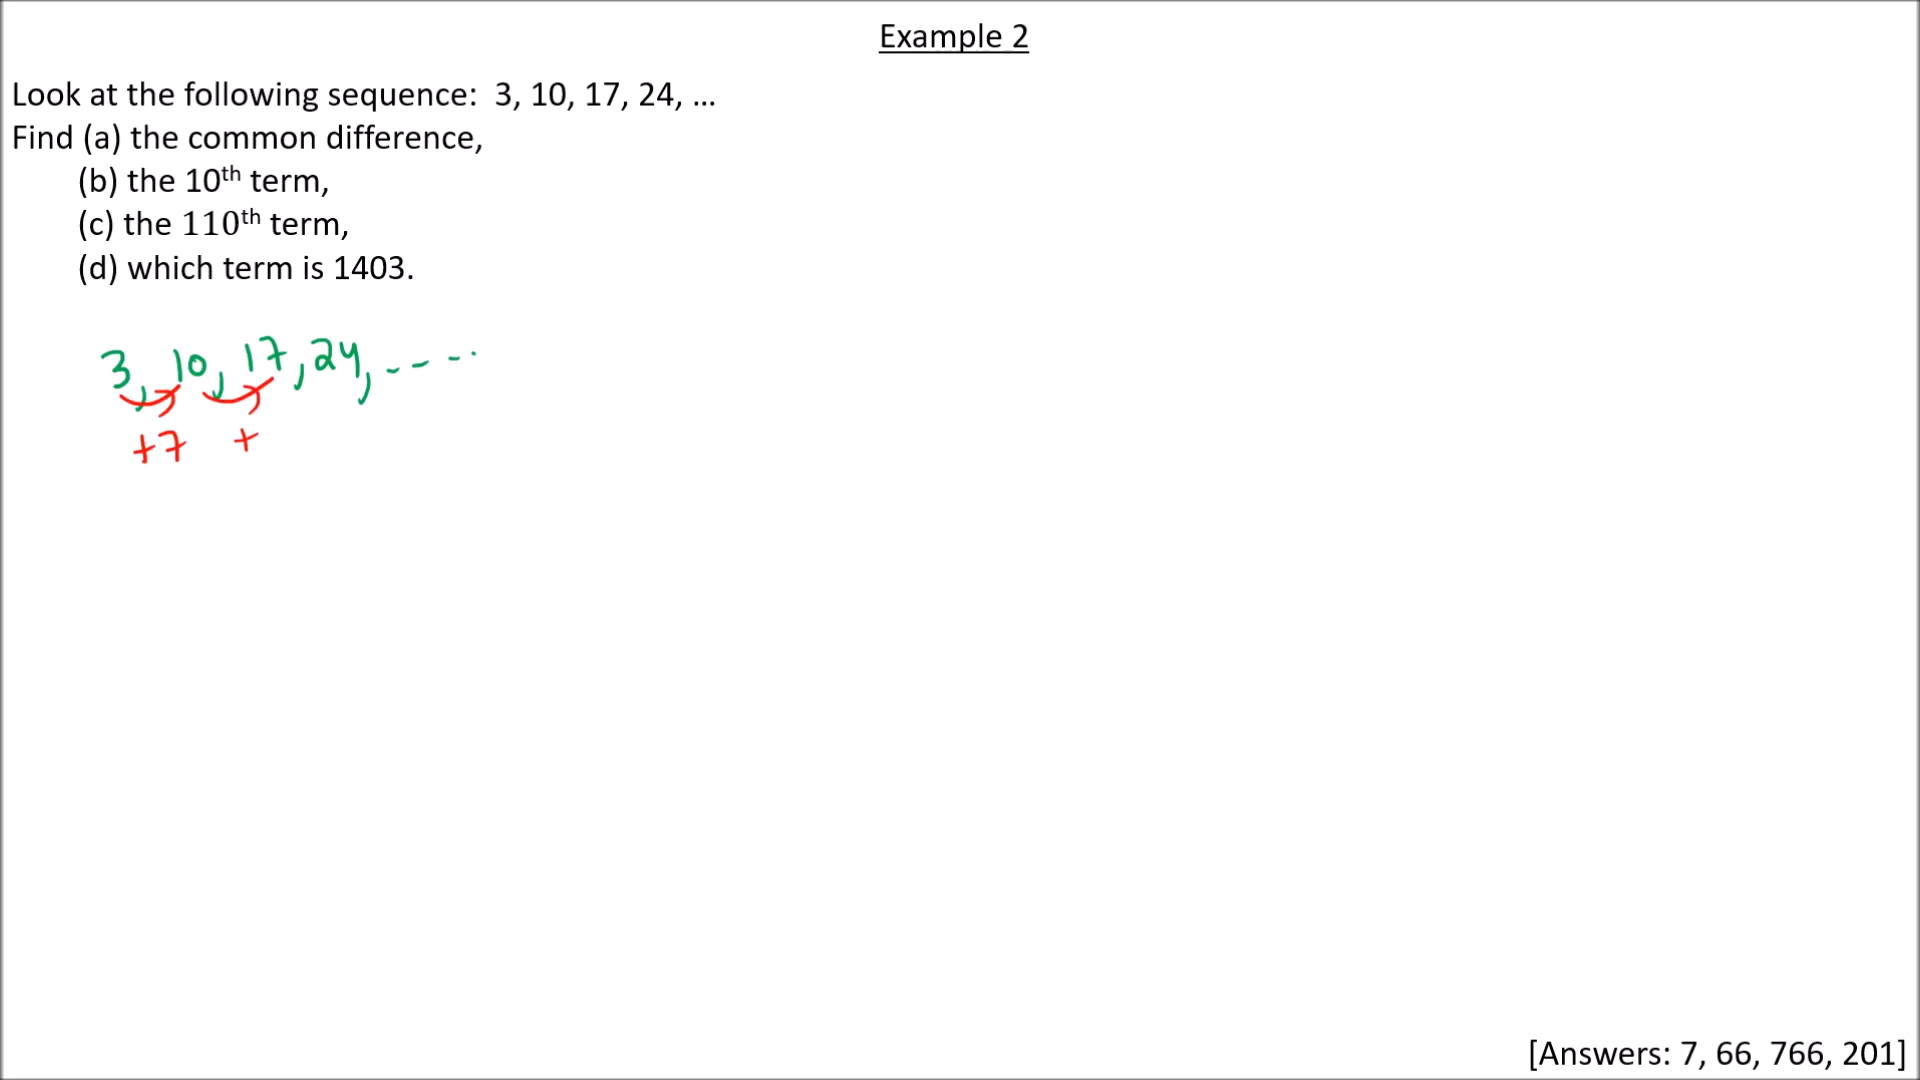 Example 2
Look at the following sequence: 3, 10, 17, 24, ...
Find (a) the common difference,
(b) the 10th term,
(c) the 110th term,
(d) which term is 1403.
3, 10, 17, 24, ----
+7 +
[Answers: 7, 66, 766, 201]